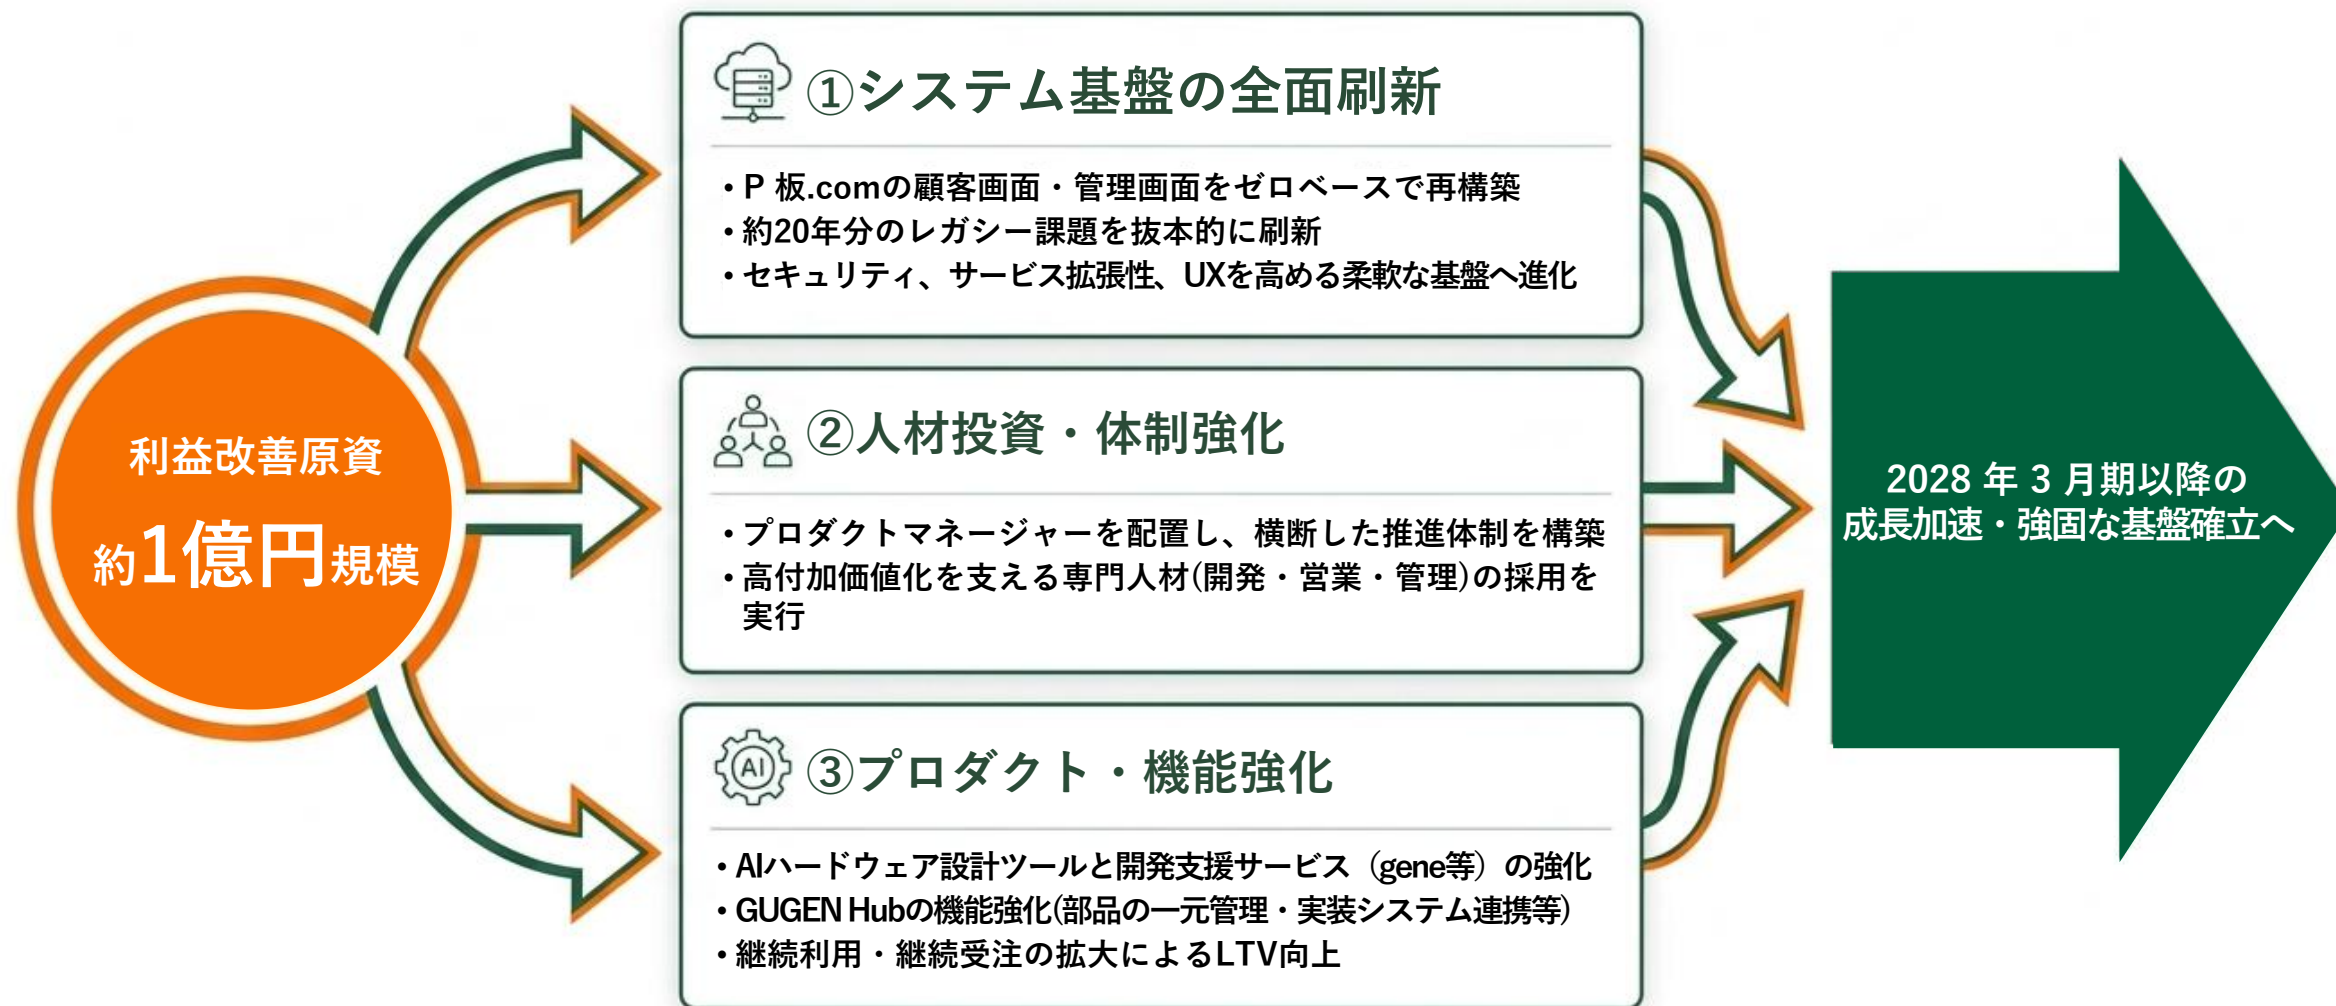 ①システム基盤の全面刷新
・P 板.comの顧客画面・管理画面をゼロベースで再構築
・約20年分のレガシー課題を抜本的に刷新
・セキュリティ、サービス拡張性、UXを高める柔軟な基盤へ進化
利益改善原資
約1億円規模
②人材投資・体制強化
・プロダクトマネージャーを配置し、横断した推進体制を構築
・高付加価値化を支える専門人材(開発・営業・管理)の採用を
実行
③プロダクト・機能強化
AI
・AIハードウェア設計ツールと開発支援サービス（gene等）の強化
・GUGEN Hubの機能強化(部品の一元管理・実装システム連携等)
・継続利用・継続受注の拡大によるLTV向上
2028 年 3 月期以降の
成長加速・強固な基盤確立へ